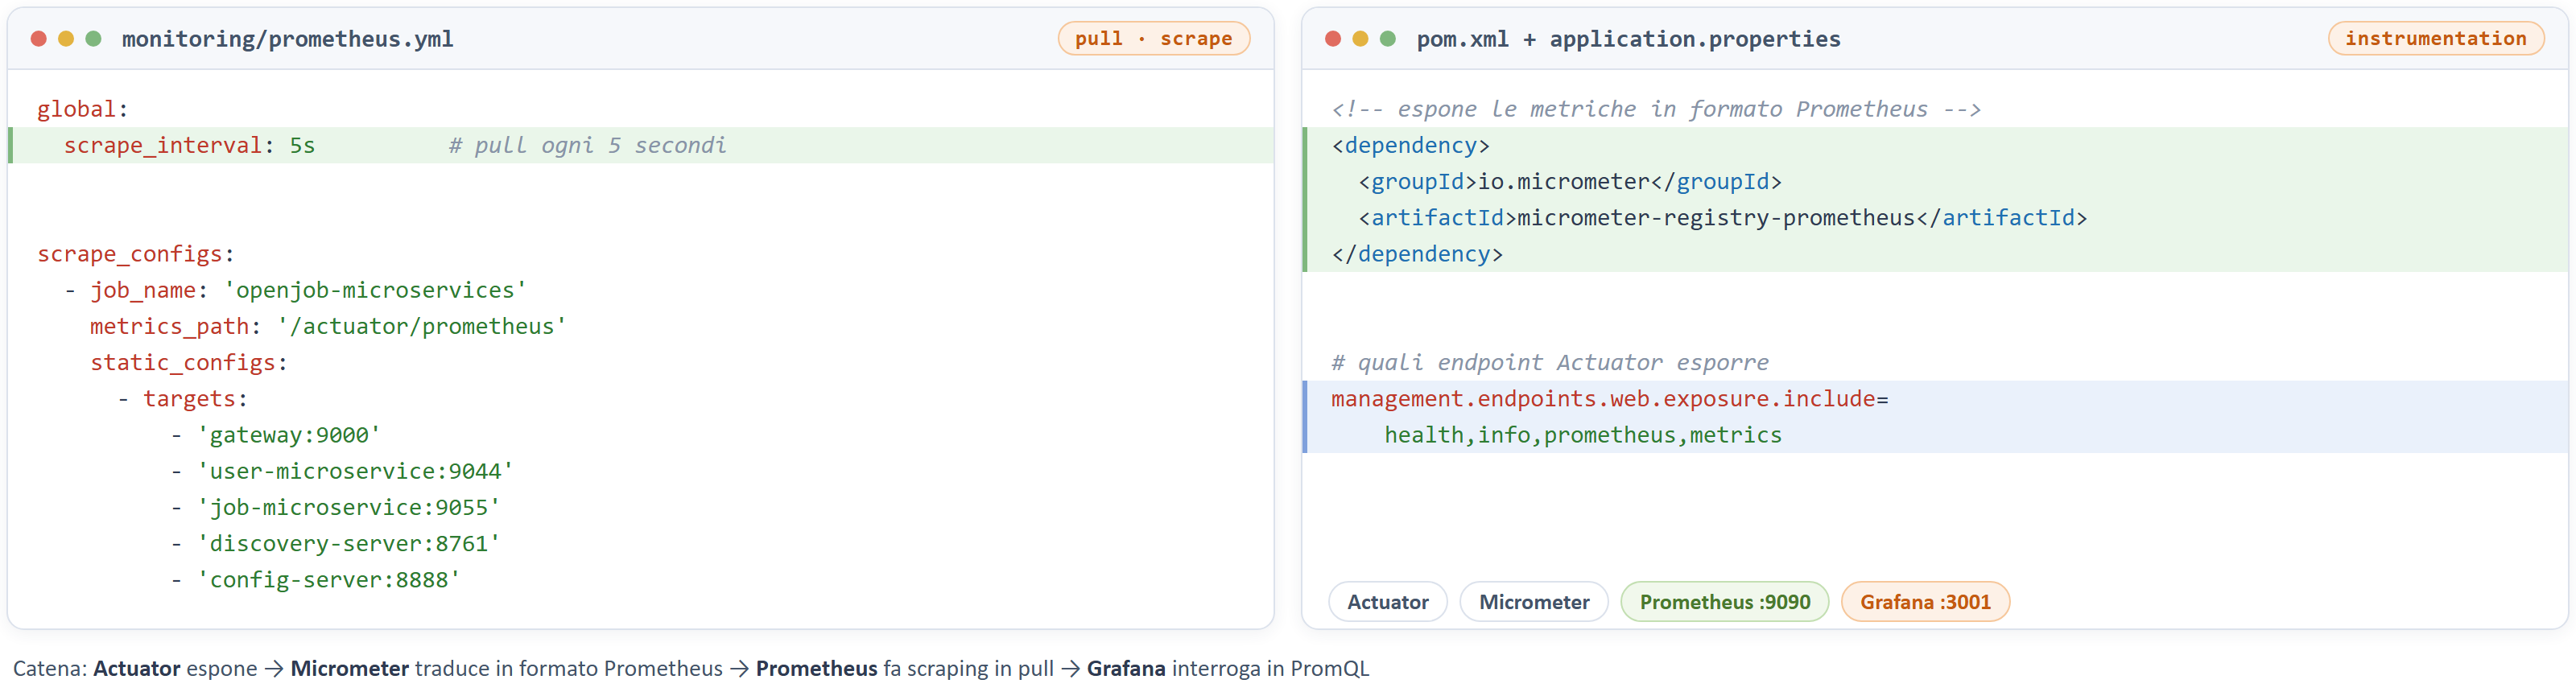 monitoring/prometheus.yml
pull · scrape
global:
  scrape_interval: 5s          # pull ogni 5 secondi
scrape_configs:
  - job_name: 'openjob-microservices'
    metrics_path: '/actuator/prometheus'
    static_configs:
      - targets:
          - 'gateway:9000'
          - 'user-microservice:9044'
          - 'job-microservice:9055'
          - 'discovery-server:8761'
          - 'config-server:8888'
pom.xml + application.properties
instrumentation
<!-- espone le metriche in formato Prometheus -->
<dependency>
  <groupId>io.micrometer</groupId>
  <artifactId>micrometer-registry-prometheus</artifactId>
</dependency>
# quali endpoint Actuator esporre
management.endpoints.web.exposure.include=
    health,info,prometheus,metrics
Actuator Micrometer Prometheus :9090 Grafana :3001
Catena: Actuator espone → Micrometer traduce in formato Prometheus → Prometheus fa scraping in pull → Grafana interroga in PromQL